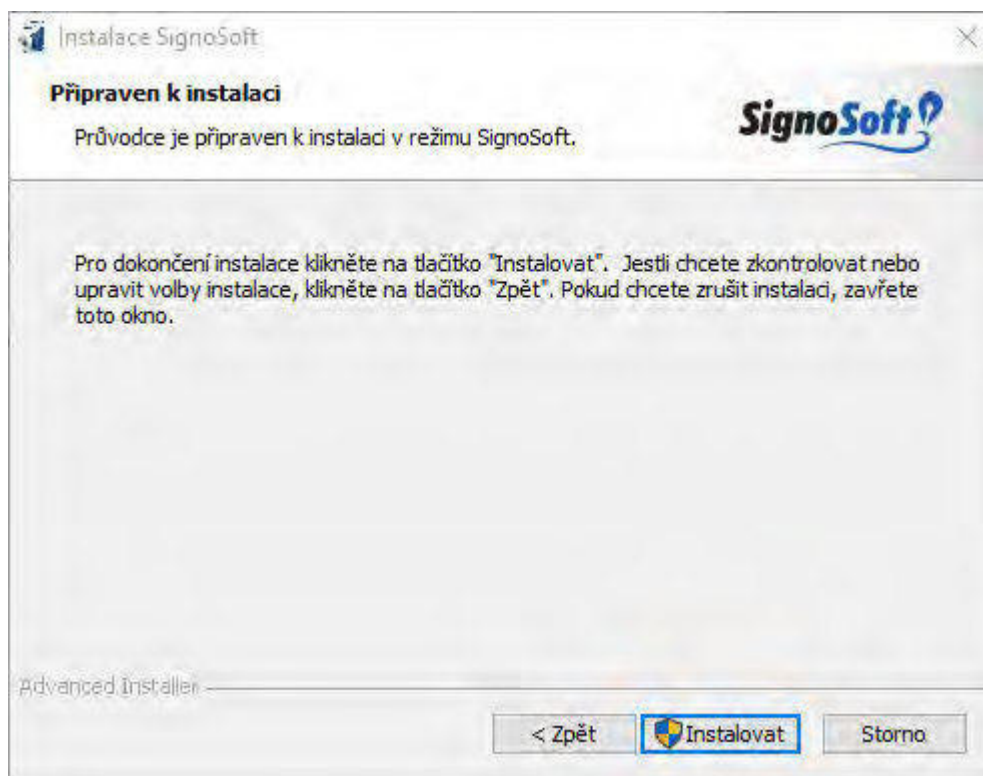 Instalace SignoSoft
Připraven k instalaci
Průvodce je připraven k instalaci v režimu SignoSoft.
SignoSoft
Pro dokončení instalace klikněte na tlačítko "Instalovat". Jestli chcete zkontrolovat nebo
upravit volby instalace, klikněte na tlačítko "Zpět". Pokud chcete zrušit instalaci, zavřete
toto okno.
Advanced Installer
< Zpět
Instalovat
Storno